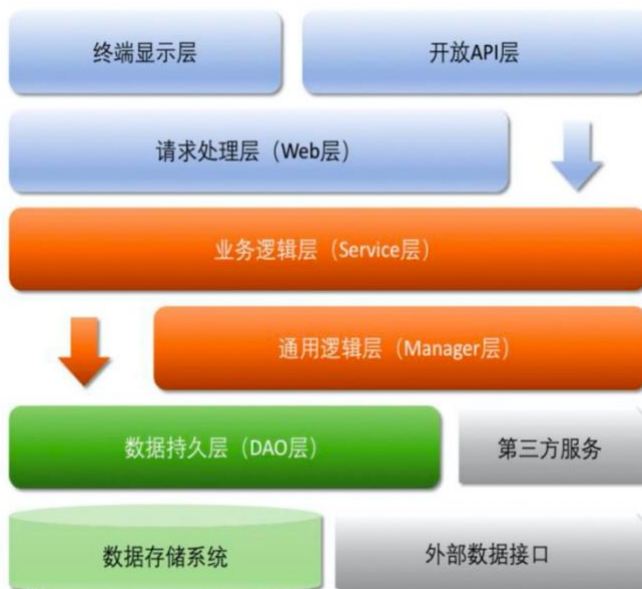 终端显示层
开放API层
请求处理层（Web层）
业务逻辑层（Service层）
通用逻辑层（Manager层）
数据持久层（DAO层）
第三方服务
数据存储系统
外部数据接口